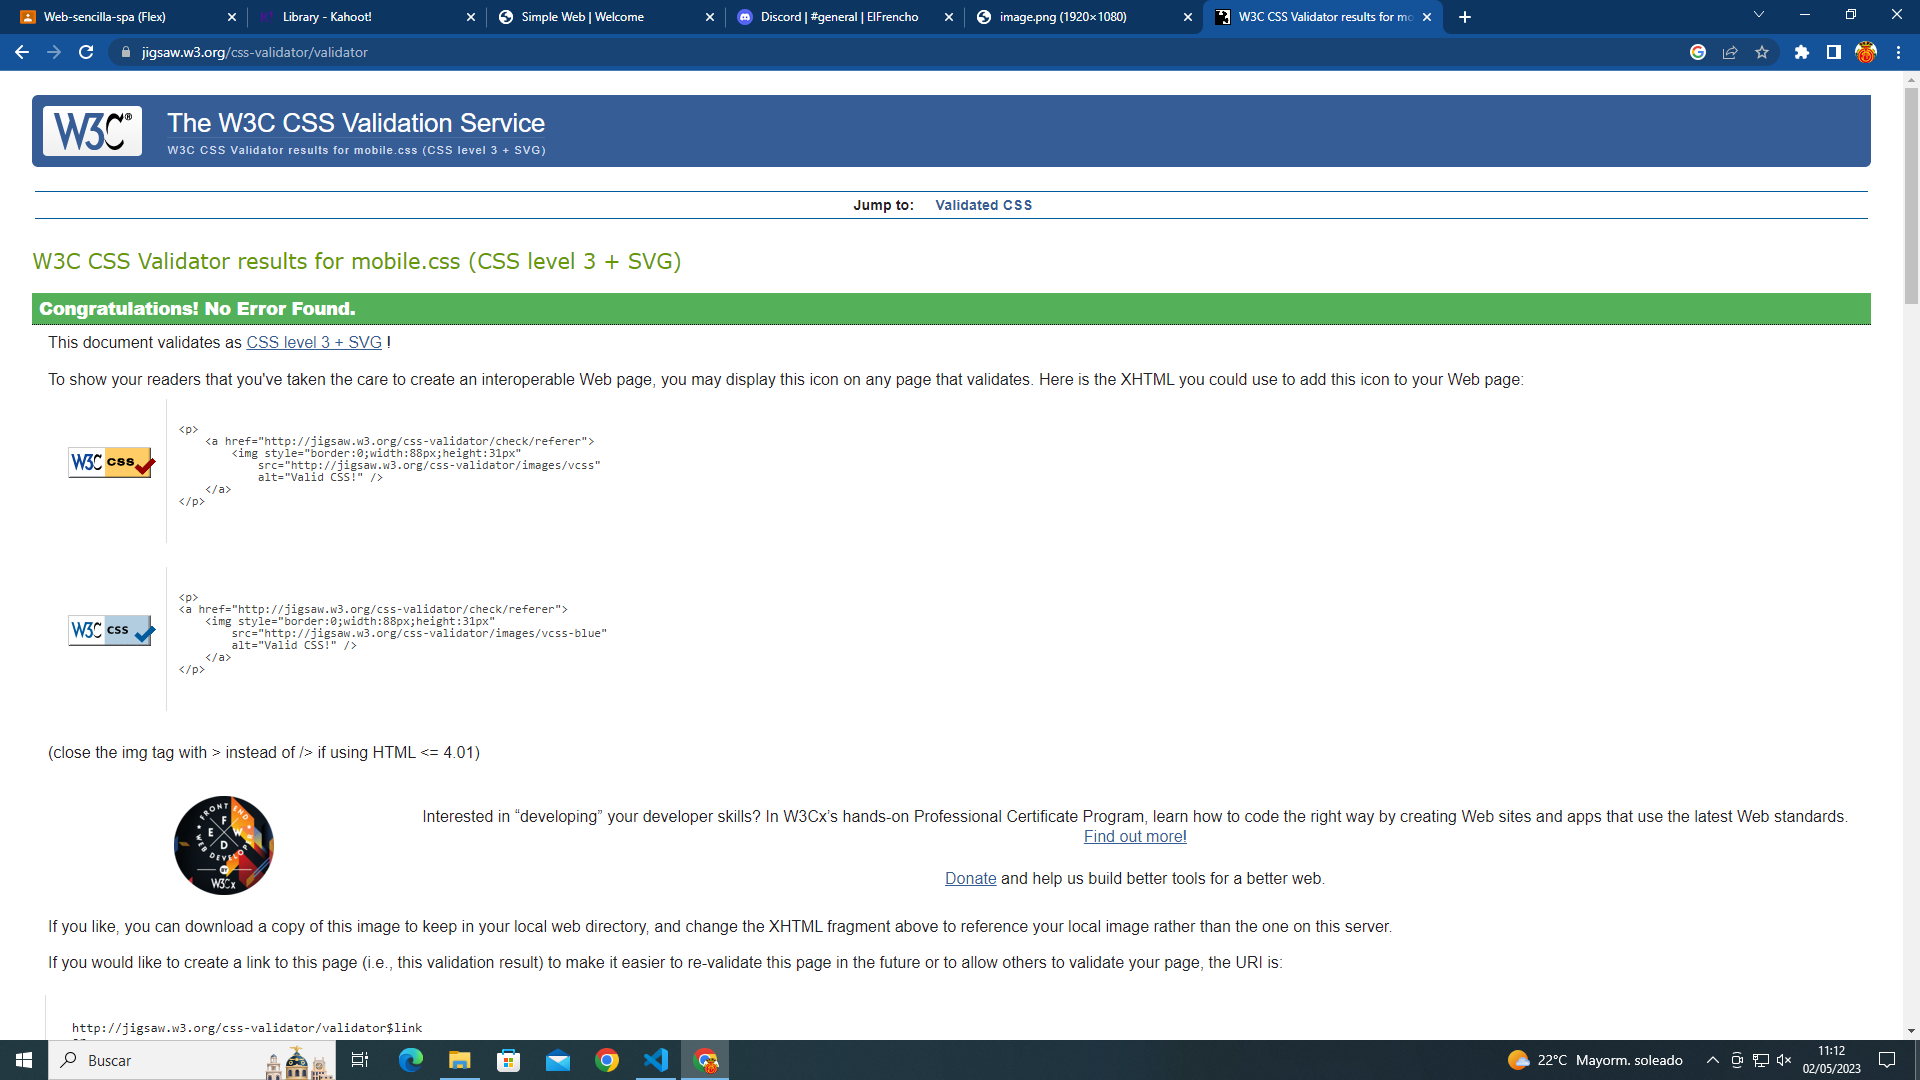 Web-sencilla-spa (Flex)
Library - Kahoot!
Simple Web | Welcome
Discord | #general | ElFrencho
image.png (1920×1080)
W3C CSS Validator results for mo
jigsaw.w3.org/css-validator/validator
W3C®
The W3C CSS Validation Service
W3C CSS Validator results for mobile.css (CSS level 3 + SVG)
Jump to: Validated CSS
W3C CSS Validator results for mobile.css (CSS level 3 + SVG)
Congratulations! No Error Found.
This document validates as CSS level 3 + SVG !
To show your readers that you've taken the care to create an interoperable Web page, you may display this icon on any page that validates. Here is the XHTML you could use to add this icon to your Web page:
W3C css
<p>
<a href="http://jigsaw.w3.org/css-validator/check/referer">
<img style="border:0;width:88px;height:31px"
src="http://jigsaw.w3.org/css-validator/images/vcss"
alt="Valid CSS!" />
</a>
</p>
W3C css
<p>
<a href="http://jigsaw.w3.org/css-validator/check/referer">
<img style="border:0;width:88px;height:31px"
src="http://jigsaw.w3.org/css-validator/images/vcss-blue"
alt="Valid CSS!" />
</a>
</p>
(close the img tag with > instead of /> if using HTML <= 4.01)
FRONT END
F
E W
D
WEB DEVELOPER
W3Cx
Interested in “developing” your developer skills? In W3Cx’s hands-on Professional Certificate Program, learn how to code the right way by creating Web sites and apps that use the latest Web standards.
Find out more!
Donate and help us build better tools for a better web.
If you like, you can download a copy of this image to keep in your local web directory, and change the XHTML fragment above to reference your local image rather than the one on this server.
If you would like to create a link to this page (i.e., this validation result) to make it easier to re-validate this page in the future or to allow others to validate your page, the URI is:
http://jigsaw.w3.org/css-validator/validator$link
Buscar
22°C Mayorm. soleado
11:12
02/05/2023